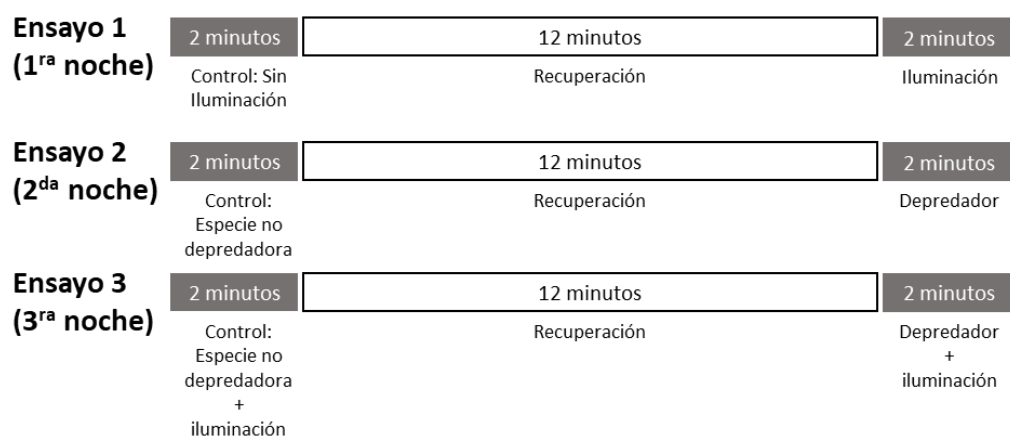 Ensayo 1
(1ra noche)
2 minutos
12 minutos
2 minutos
Control: Sin
Iluminación
Recuperación
Iluminación
Ensayo 2
(2da noche)
2 minutos
12 minutos
2 minutos
Control:
Especie no
depredadora
Recuperación
Depredador
Ensayo 3
(3ra noche)
2 minutos
12 minutos
2 minutos
Control:
Especie no
depredadora
+
iluminación
Recuperación
Depredador
+
iluminación